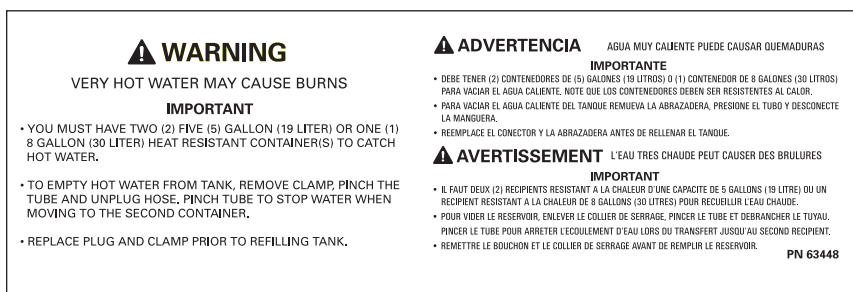 WARNING
VERY HOT WATER MAY CAUSE BURNS
IMPORTANT
• YOU MUST HAVE TWO (2) FIVE (5) GALLON (19 LITER) OR ONE (1)
8 GALLON (30 LITER) HEAT RESISTANT CONTAINER(S) TO CATCH
HOT WATER.
• TO EMPTY HOT WATER FROM TANK, REMOVE CLAMP, PINCH THE
TUBE AND UNPLUG HOSE. PINCH TUBE TO STOP WATER WHEN
MOVING TO THE SECOND CONTAINER.
• REPLACE PLUG AND CLAMP PRIOR TO REFILLING TANK.
ADVERTENCIA AGUA MUY CALIENTE PUEDE CAUSAR QUEMADURAS
IMPORTANTE
• DEBE TENER (2) CONTENEDORES DE (5) GALONES (19 LITROS) O (1) CONTENEDOR DE 8 GALONES (30 LITROS)
PARA VACIAR EL AGUA CALIENTE. NOTE QUE LOS CONTENEDORES DEBEN SER RESISTENTES AL CALOR.
• PARA VACIAR EL AGUA CALIENTE DEL TANQUE REMUEVA LA ABRAZADERA, PRESIONE EL TUBO Y DESCONECTE
LA MANGUERA.
• REEMPLACE EL CONECTOR Y LA ABRAZADERA ANTES DE RELLENAR EL TANQUE.
AVERTISSEMENT L'EAU TRES CHAUDE PEUT CAUSER DES BRULURES
IMPORTANT
• IL FAUT DEUX (2) RECIPIENTS RESISTANT A LA CHALEUR D'UNE CAPACITE DE 5 GALLONS (19 LITRE) OU UN
RECIPIENT RESISTANT A LA CHALEUR DE 8 GALLONS (30 LITRES) POUR RECUEILLIR L'EAU CHAUDE.
• POUR VIDER LE RESERVOIR, ENLEVER LE COLLIER DE SERRAGE, PINCER LE TUBE ET DEBRANCHER LE TUYAU.
PINCER LE TUBE POUR ARRETER L'ECOULEMENT D'EAU LORS DU TRANSFERT JUSQU'AU SECOND RECIPIENT.
• REMETTRE LE BOUCHON ET LE COLLIER DE SERRAGE AVANT DE REMPLIR LE RESERVOIR.
PN 63448